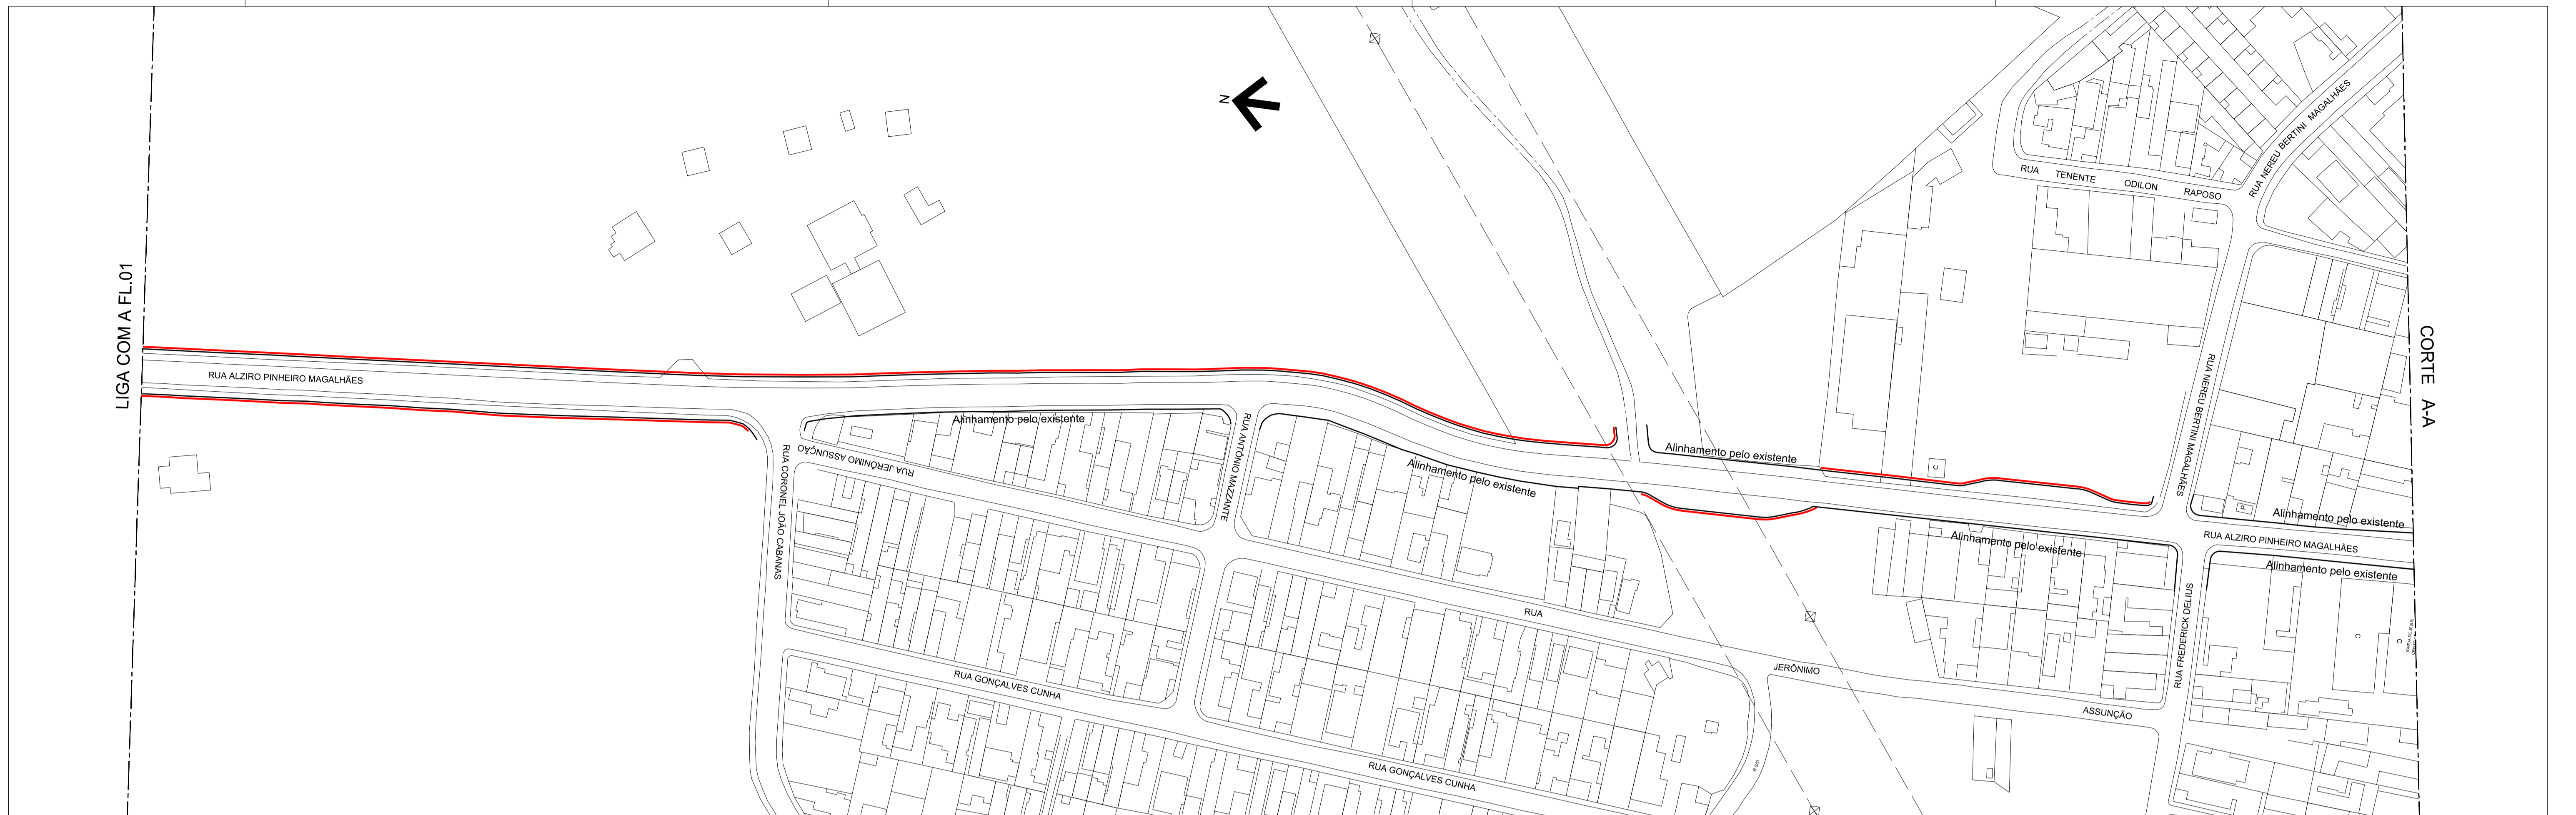 LIGA COM A FL.01
N
RUA ALZIRO PINHEIRO MAGALHÃES
Alinhamento pelo existente
RUA JERÔNIMO ASSUNÇÃO
RUA CORONEL JOÃO CABANAS
RUA ANTÔNIO MAZZANTE
Alinhamento pelo existente
Alinhamento pelo existente
C
RUA TENENTE ODILON RAPOSO
RUA NEREU BERTINI MAGALHÃES
RUA NEREU BERTINI MAGALHÃES
CORTE A-A
P
Alinhamento pelo existente
RUA ALZIRO PINHEIRO MAGALHÃES
Alinhamento pelo existente
Alinhamento pelo existente
RUA FREDERICK DELIUS
C
C
RUA JERÔNIMO ASSUNÇÃO
RUA GONÇALVES CUNHA
RUA GONÇALVES CUNHA